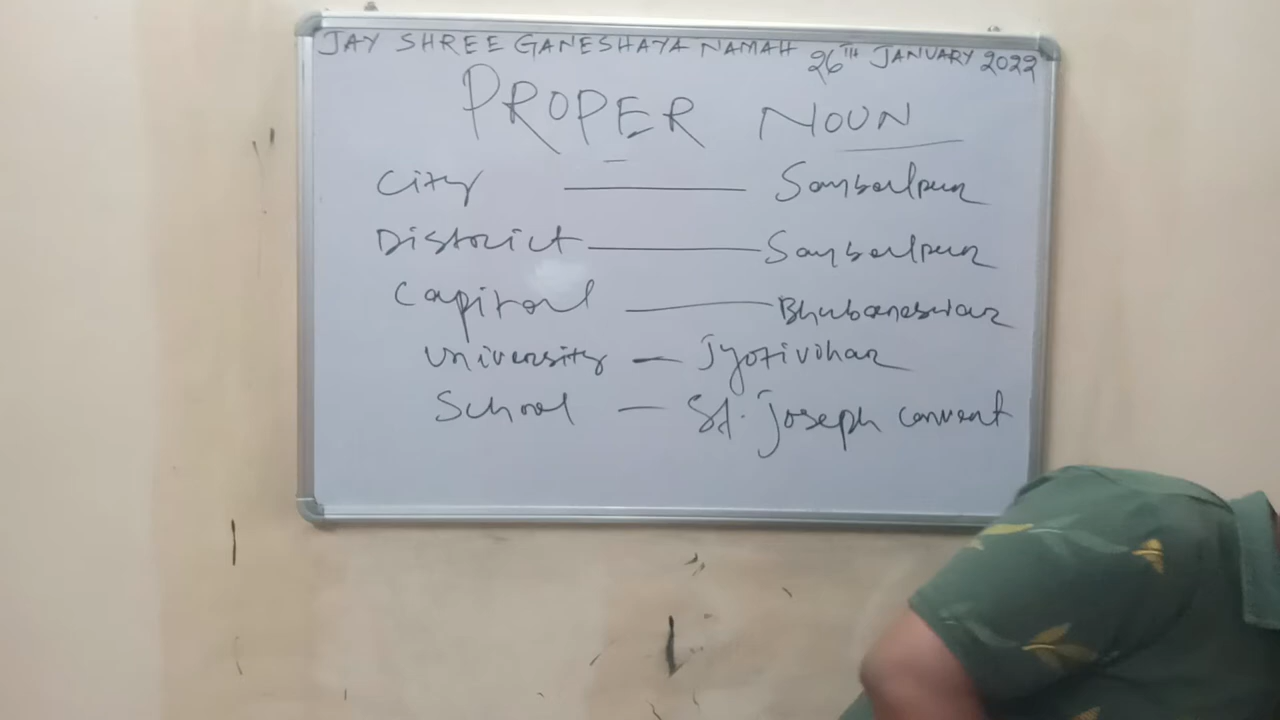 JAY SHREE GANESHAYA NAMAH 26TH JANUARY 2022
PROPER NOUN
City — Sambalpur
District — Sambalpur
Capital — Bhubaneswar
University — Jyotivihar
School — St. Joseph convent